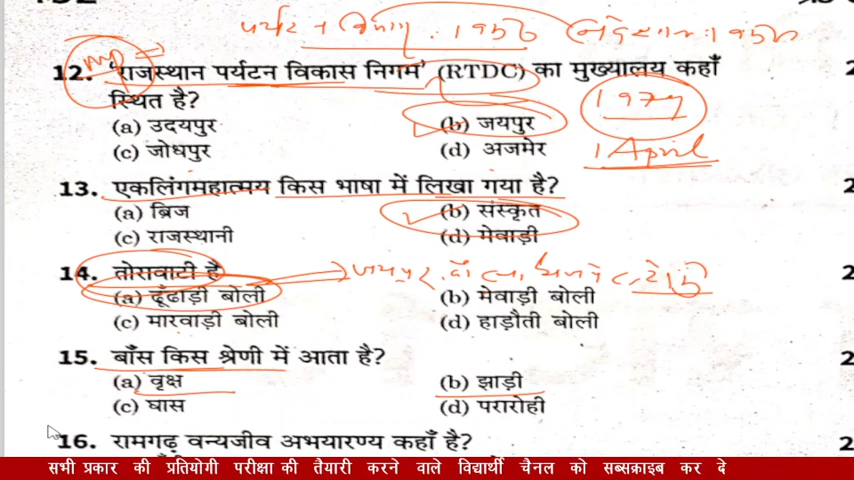 1956
12. 'राजस्थान पर्यटन विकास निगम' (RTDC) का मुख्यालय कहाँ
स्थित है?
1979
(a) उदयपुर (b) जयपुर
(c) जोधपुर (d) अजमेर
1 April
13. एकलिंगमहात्मय किस भाषा में लिखा गया है?
(a) ब्रिज (b) संस्कृत
(c) राजस्थानी (d) मेवाड़ी
14. तोरावाटी है
(a) ढूँढाड़ी बोली (b) मेवाड़ी बोली
(c) मारवाड़ी बोली (d) हाड़ौती बोली
15. बाँस किस श्रेणी में आता है?
(a) वृक्ष (b) झाड़ी
(c) घास (d) परारोही
16. रामगढ़ वन्यजीव अभयारण्य कहाँ है?
सभी प्रकार की प्रतियोगी परीक्षा की तैयारी करने वाले विद्यार्थी चैनल को सब्सक्राइब कर दे